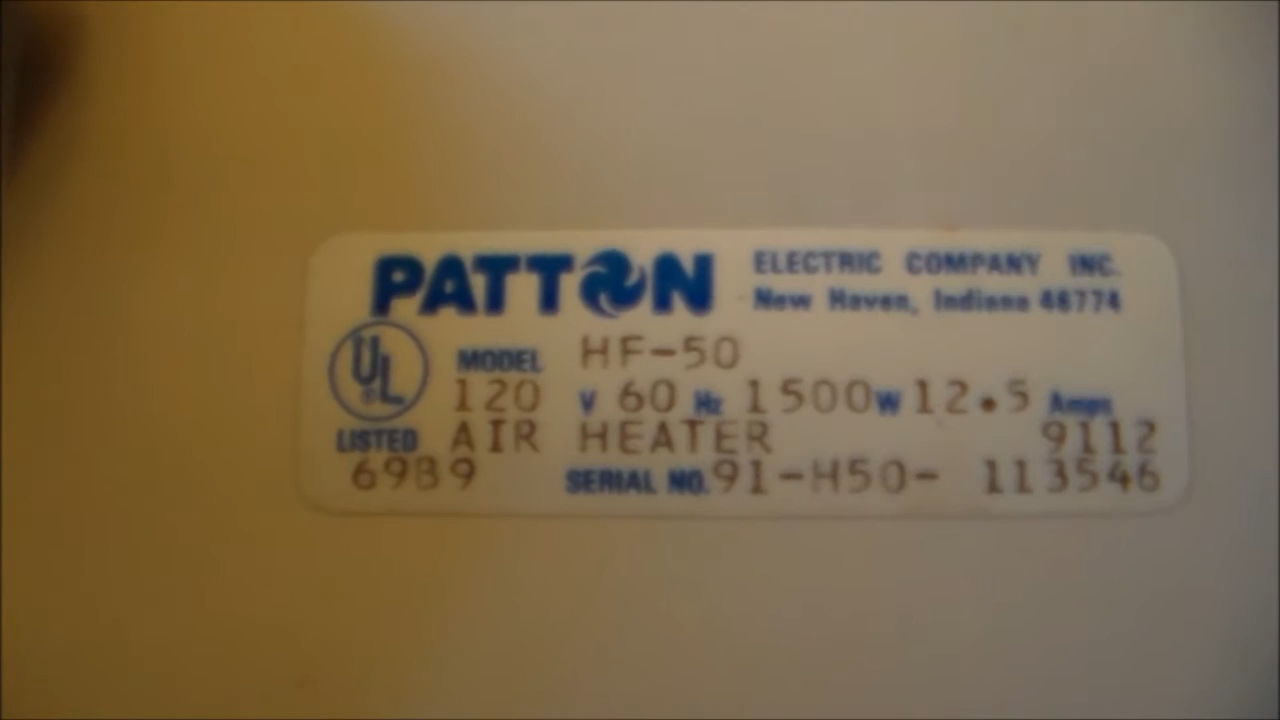 PATTON ELECTRIC COMPANY INC.
New Haven, Indiana 46774
UL ®
MODEL HF-50
120 V 60 Hz 1500W 12.5 Amps
LISTED AIR HEATER 9112
69B9 SERIAL NO. 91-H50- 113546